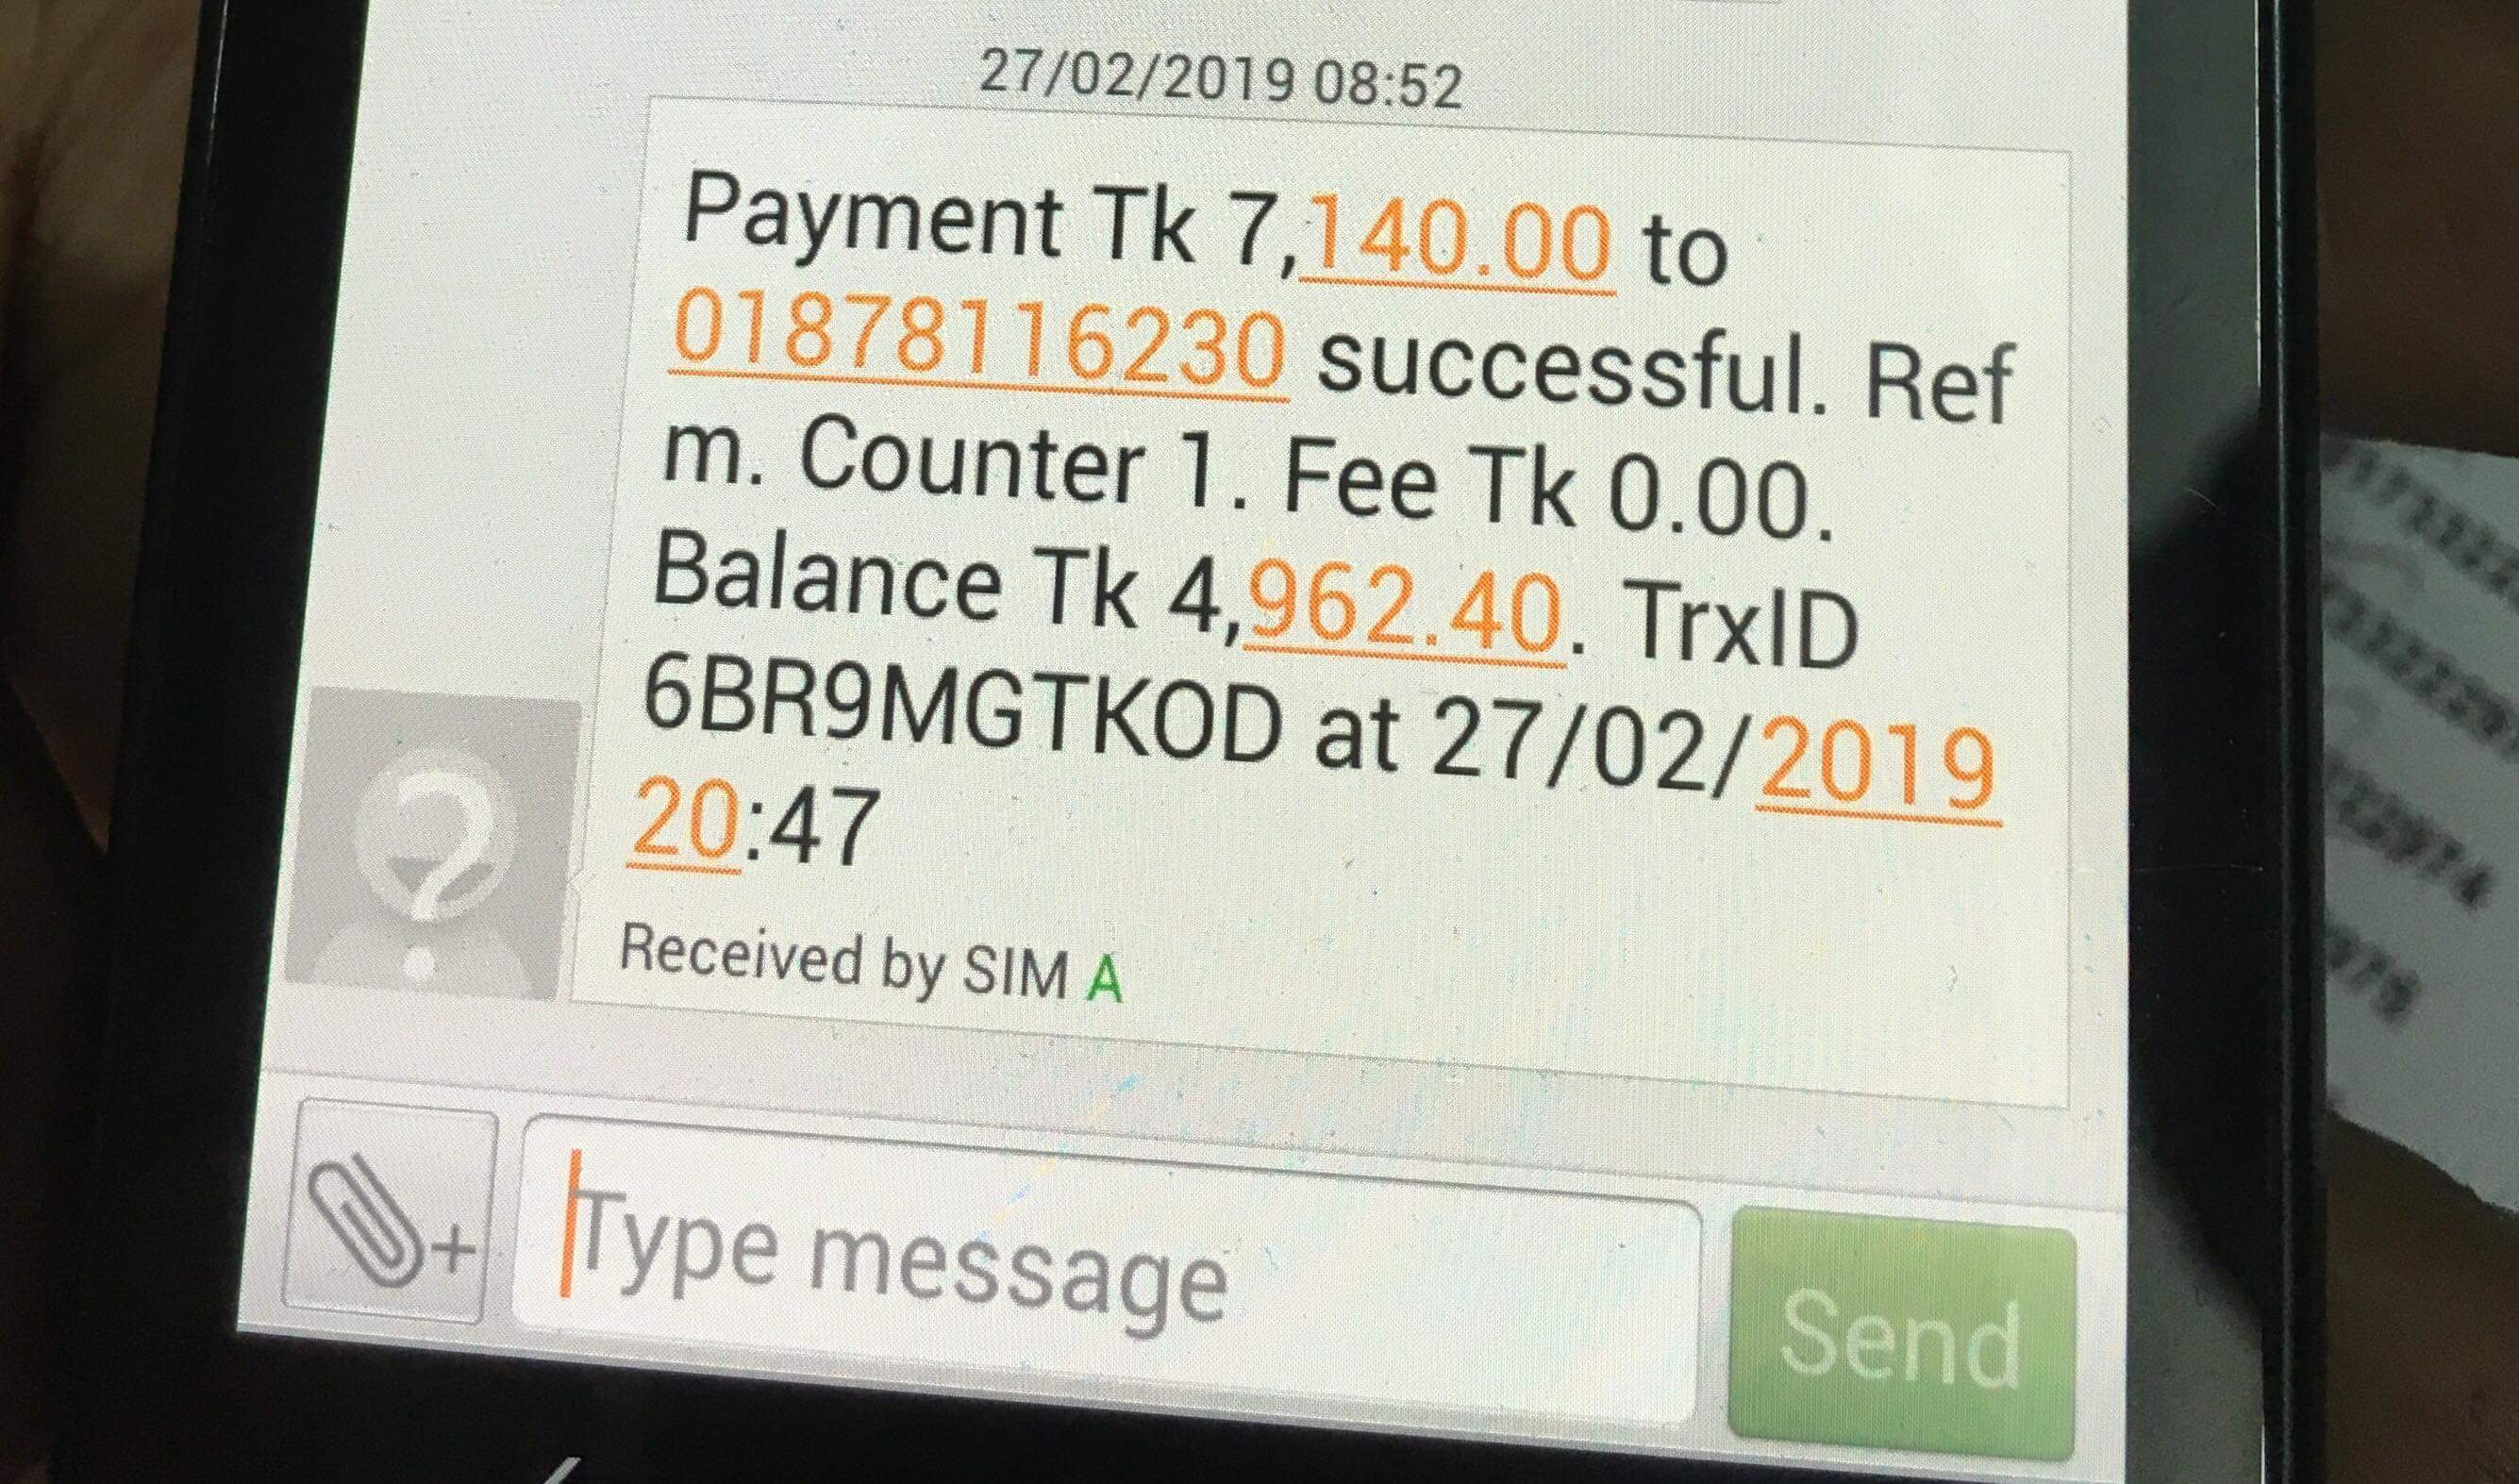 27/02/2019 08:52
Payment Tk 7,140.00 to
01878116230 successful. Ref
m. Counter 1. Fee Tk 0.00.
Balance Tk 4,962.40. TrxID
6BR9MGTKOD at 27/02/2019
20:47
Received by SIM A
Type message
Send